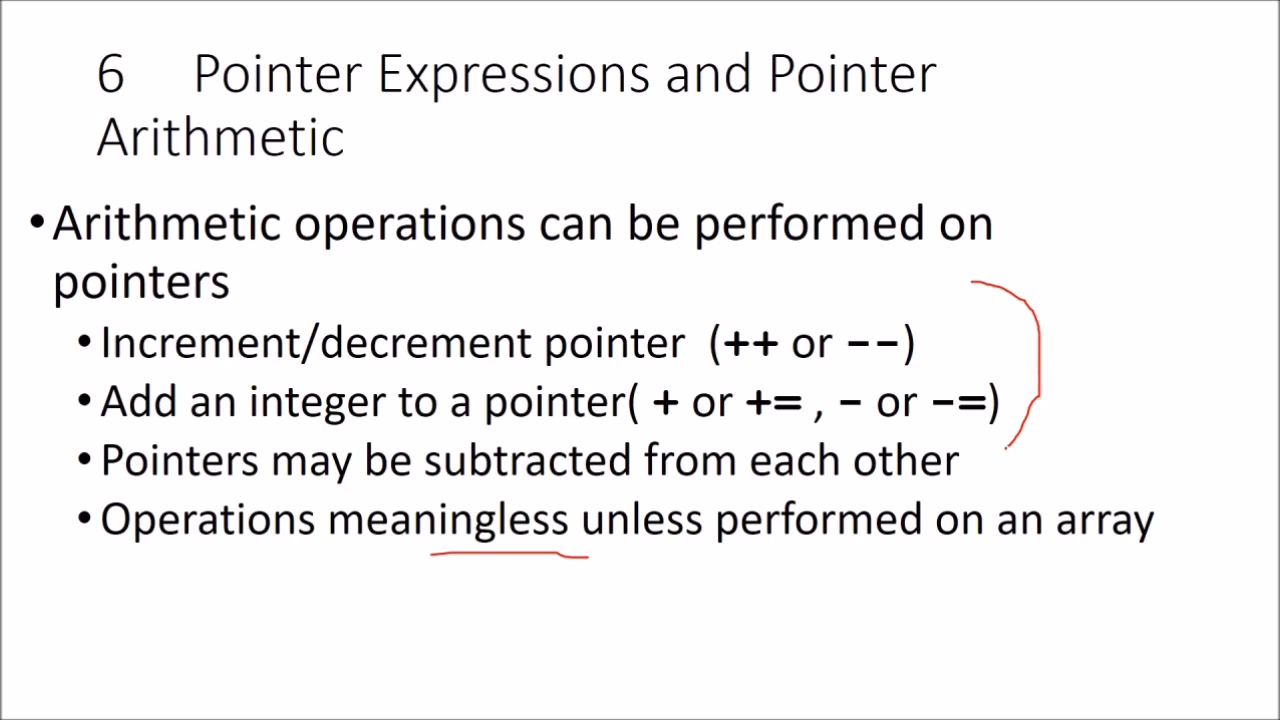 6 Pointer Expressions and Pointer
Arithmetic
•Arithmetic operations can be performed on
pointers
•Increment/decrement pointer (++ or --)
•Add an integer to a pointer( + or += , - or -=)
•Pointers may be subtracted from each other
•Operations meaningless unless performed on an array